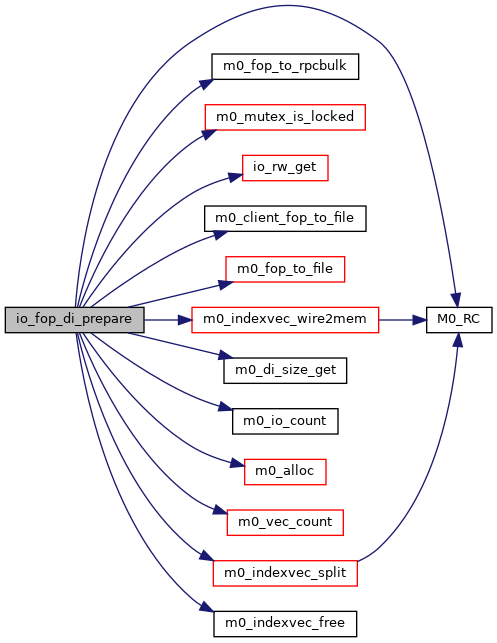 m0_fop_to_rpcbulk
m0_mutex_is_locked
io_rw_get
m0_client_fop_to_file
m0_fop_to_file
io_fop_di_prepare
m0_indexvec_wire2mem
M0_RC
m0_di_size_get
m0_io_count
m0_alloc
m0_vec_count
m0_indexvec_split
m0_indexvec_free